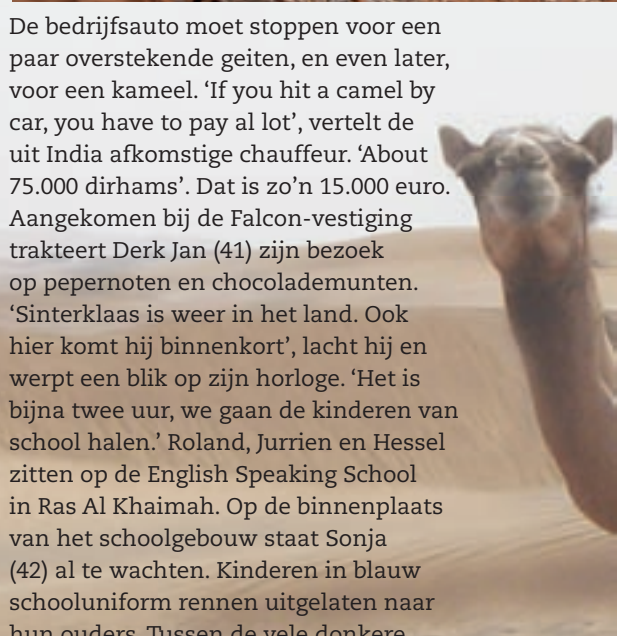 De bedrijfsauto moet stoppen voor een
paar overstekende geiten, en even later,
voor een kameel. ‘If you hit a camel by
car, you have to pay al lot’, vertelt de
uit India afkomstige chauffeur. ‘About
75.000 dirhams’. Dat is zo’n 15.000 euro.
Aangekomen bij de Falcon-vestiging
trakteert Derk Jan (41) zijn bezoek
op pepernoten en chocolademunten.
‘Sinterklaas is weer in het land. Ook
hier komt hij binnenkort’, lacht hij en
werpt een blik op zijn horloge. ‘Het is
bijna twee uur, we gaan de kinderen van
school halen.’ Roland, Jurrien en Hessel
zitten op de English Speaking School
in Ras Al Khaimah. Op de binnenplaats
van het schoolgebouw staat Sonja
(42) al te wachten. Kinderen in blauw
schooluniform rennen uitgelaten naar
hun ouders. Tussen de vele donkere